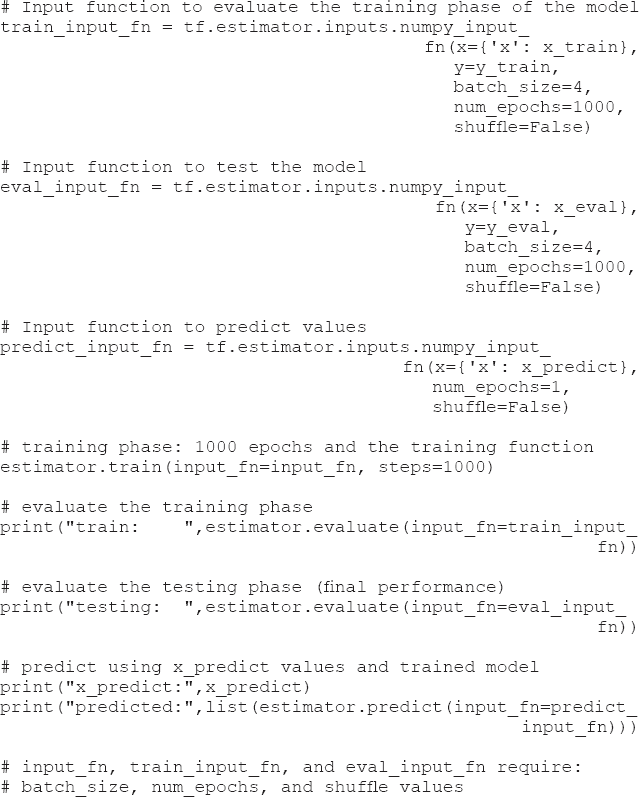 # Input function to evaluate the training phase of the model
train_input_fn = tf.estimator.inputs.numpy_input_
fn(x={'x': x_train},
y=y_train,
batch_size=4,
num_epochs=1000,
shuffle=False)
# Input function to test the model
eval_input_fn = tf.estimator.inputs.numpy_input_
fn(x={'x': x_eval},
y=y_eval,
batch_size=4,
num_epochs=1000,
shuffle=False)
# Input function to predict values
predict_input_fn = tf.estimator.inputs.numpy_input_
fn(x={'x': x_predict},
num_epochs=1,
shuffle=False)
# training phase: 1000 epochs and the training function
estimator.train(input_fn=input_fn, steps=1000)
# evaluate the training phase
print("train:    ",estimator.evaluate(input_fn=train_input_
fn))
# evaluate the testing phase (final performance)
print("testing:  ",estimator.evaluate(input_fn=eval_input_
fn))
# predict using x_predict values and trained model
print("x_predict:",x_predict)
print("predicted:",list(estimator.predict(input_fn=predict_
input_fn)))
# input_fn, train_input_fn, and eval_input_fn require:
# batch_size, num_epochs, and shuffle values